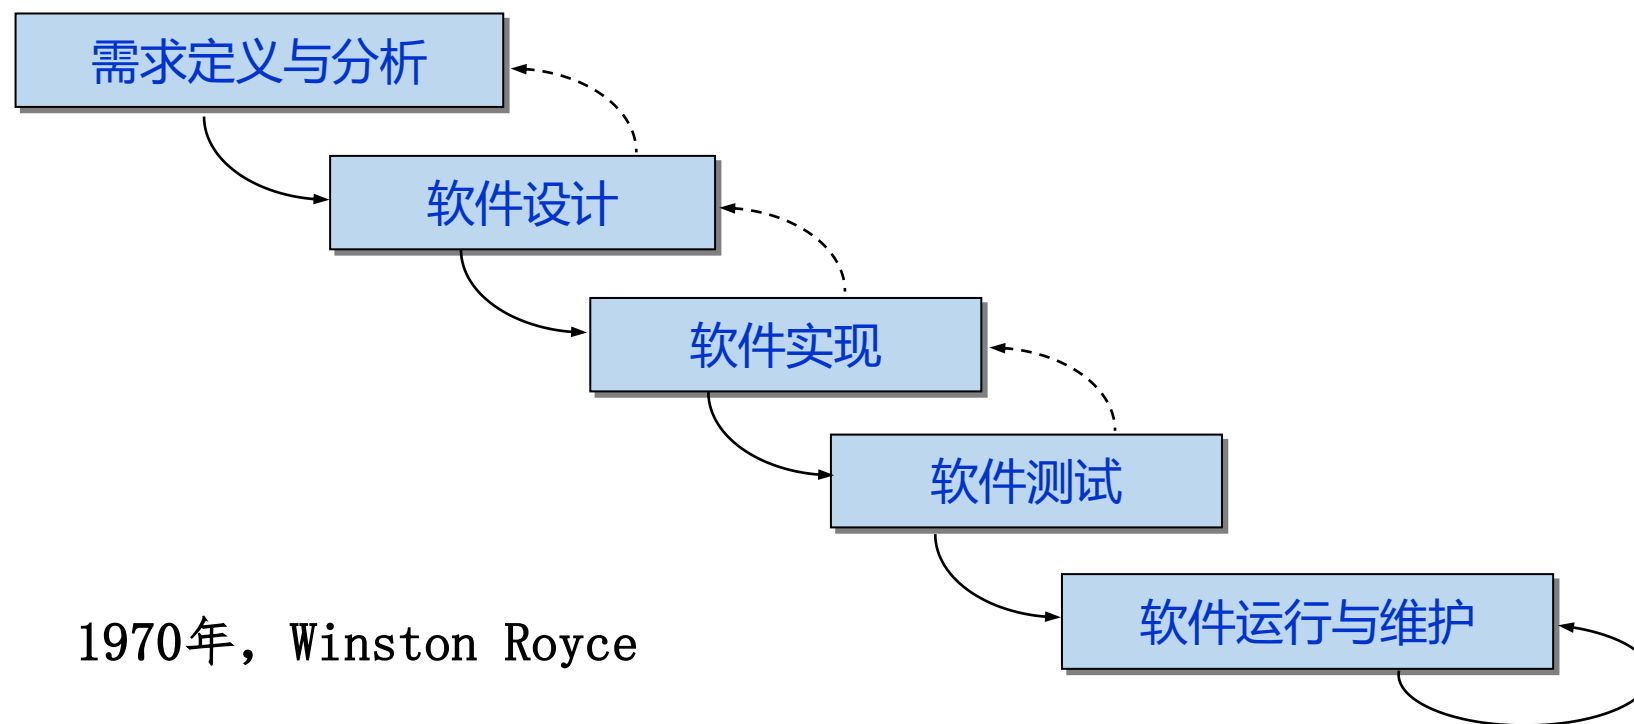 需求定义与分析
软件设计
软件实现
软件测试
软件运行与维护
1970年，Winston Royce